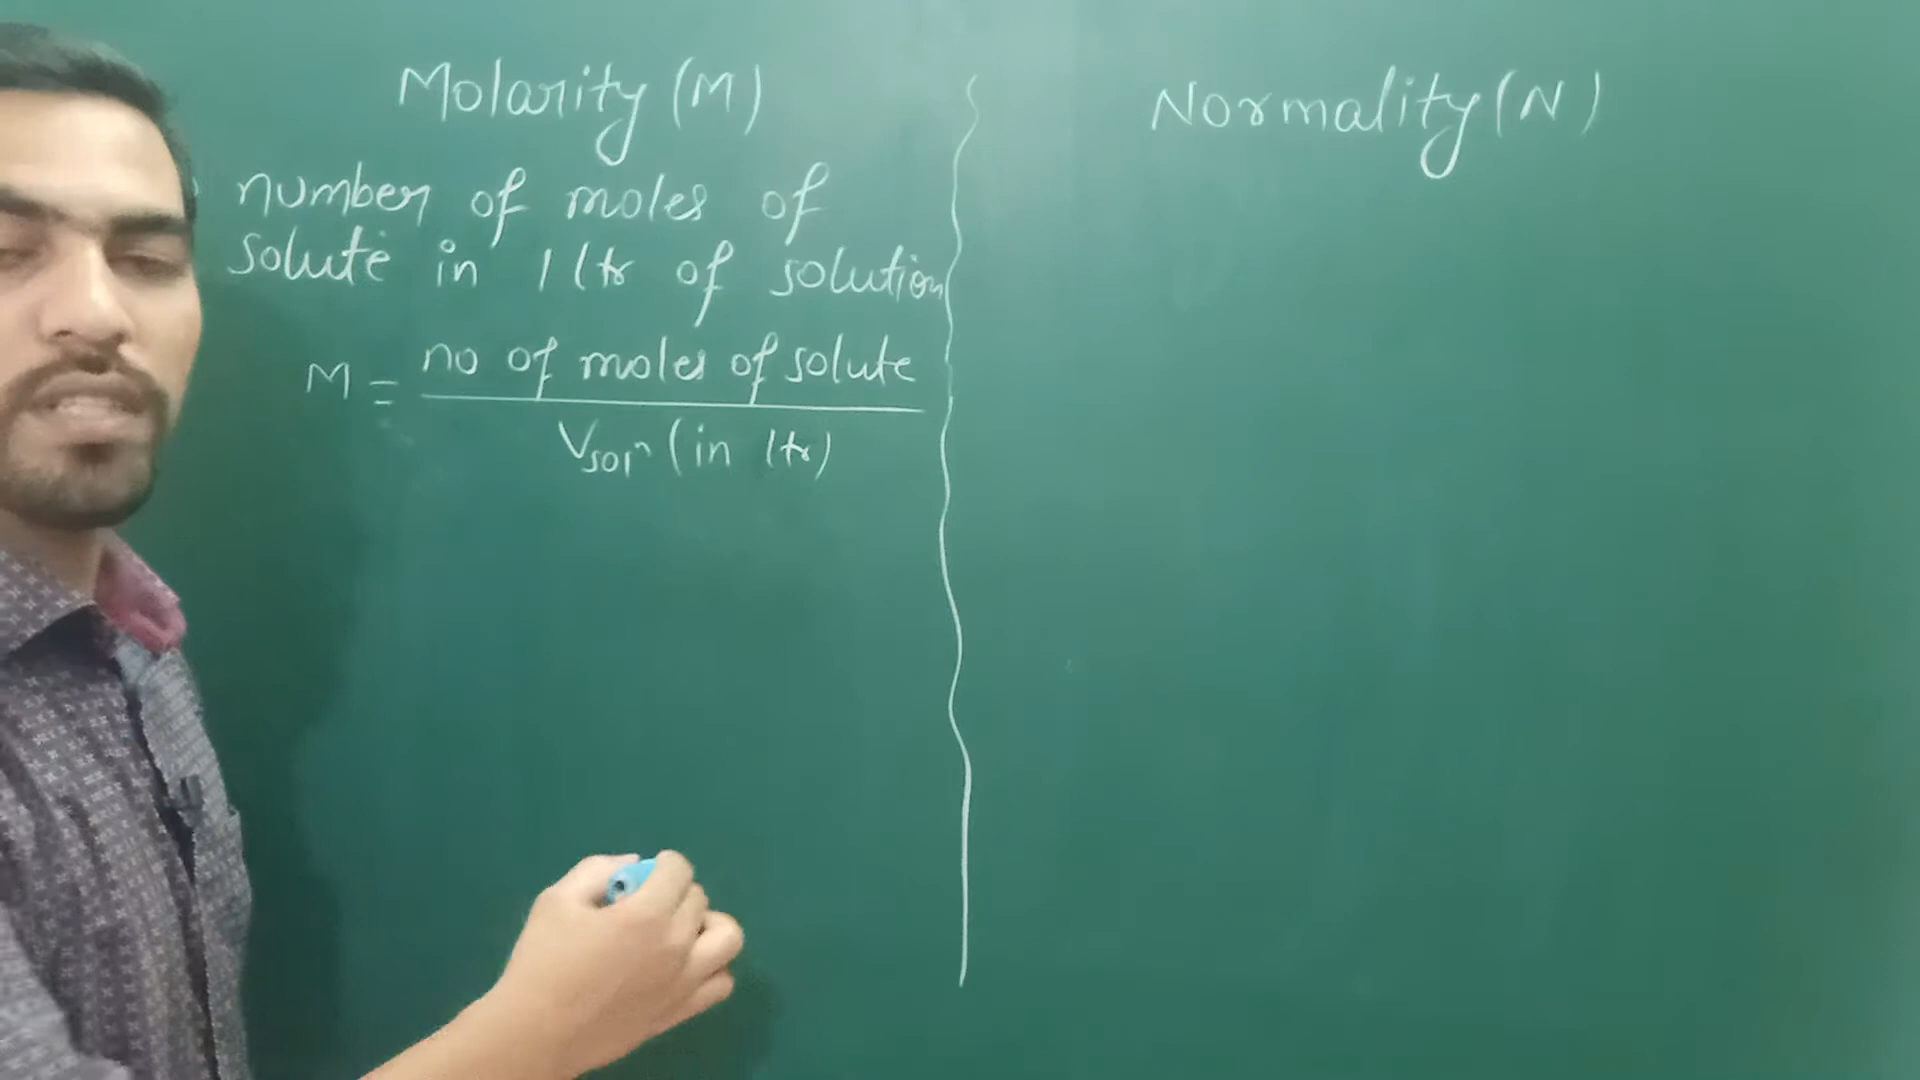 Molarity (M)
number of moles of
solute in 1 ltr of solution
M = no of moles of solute
Vsolⁿ (in ltr)
Normality (N)